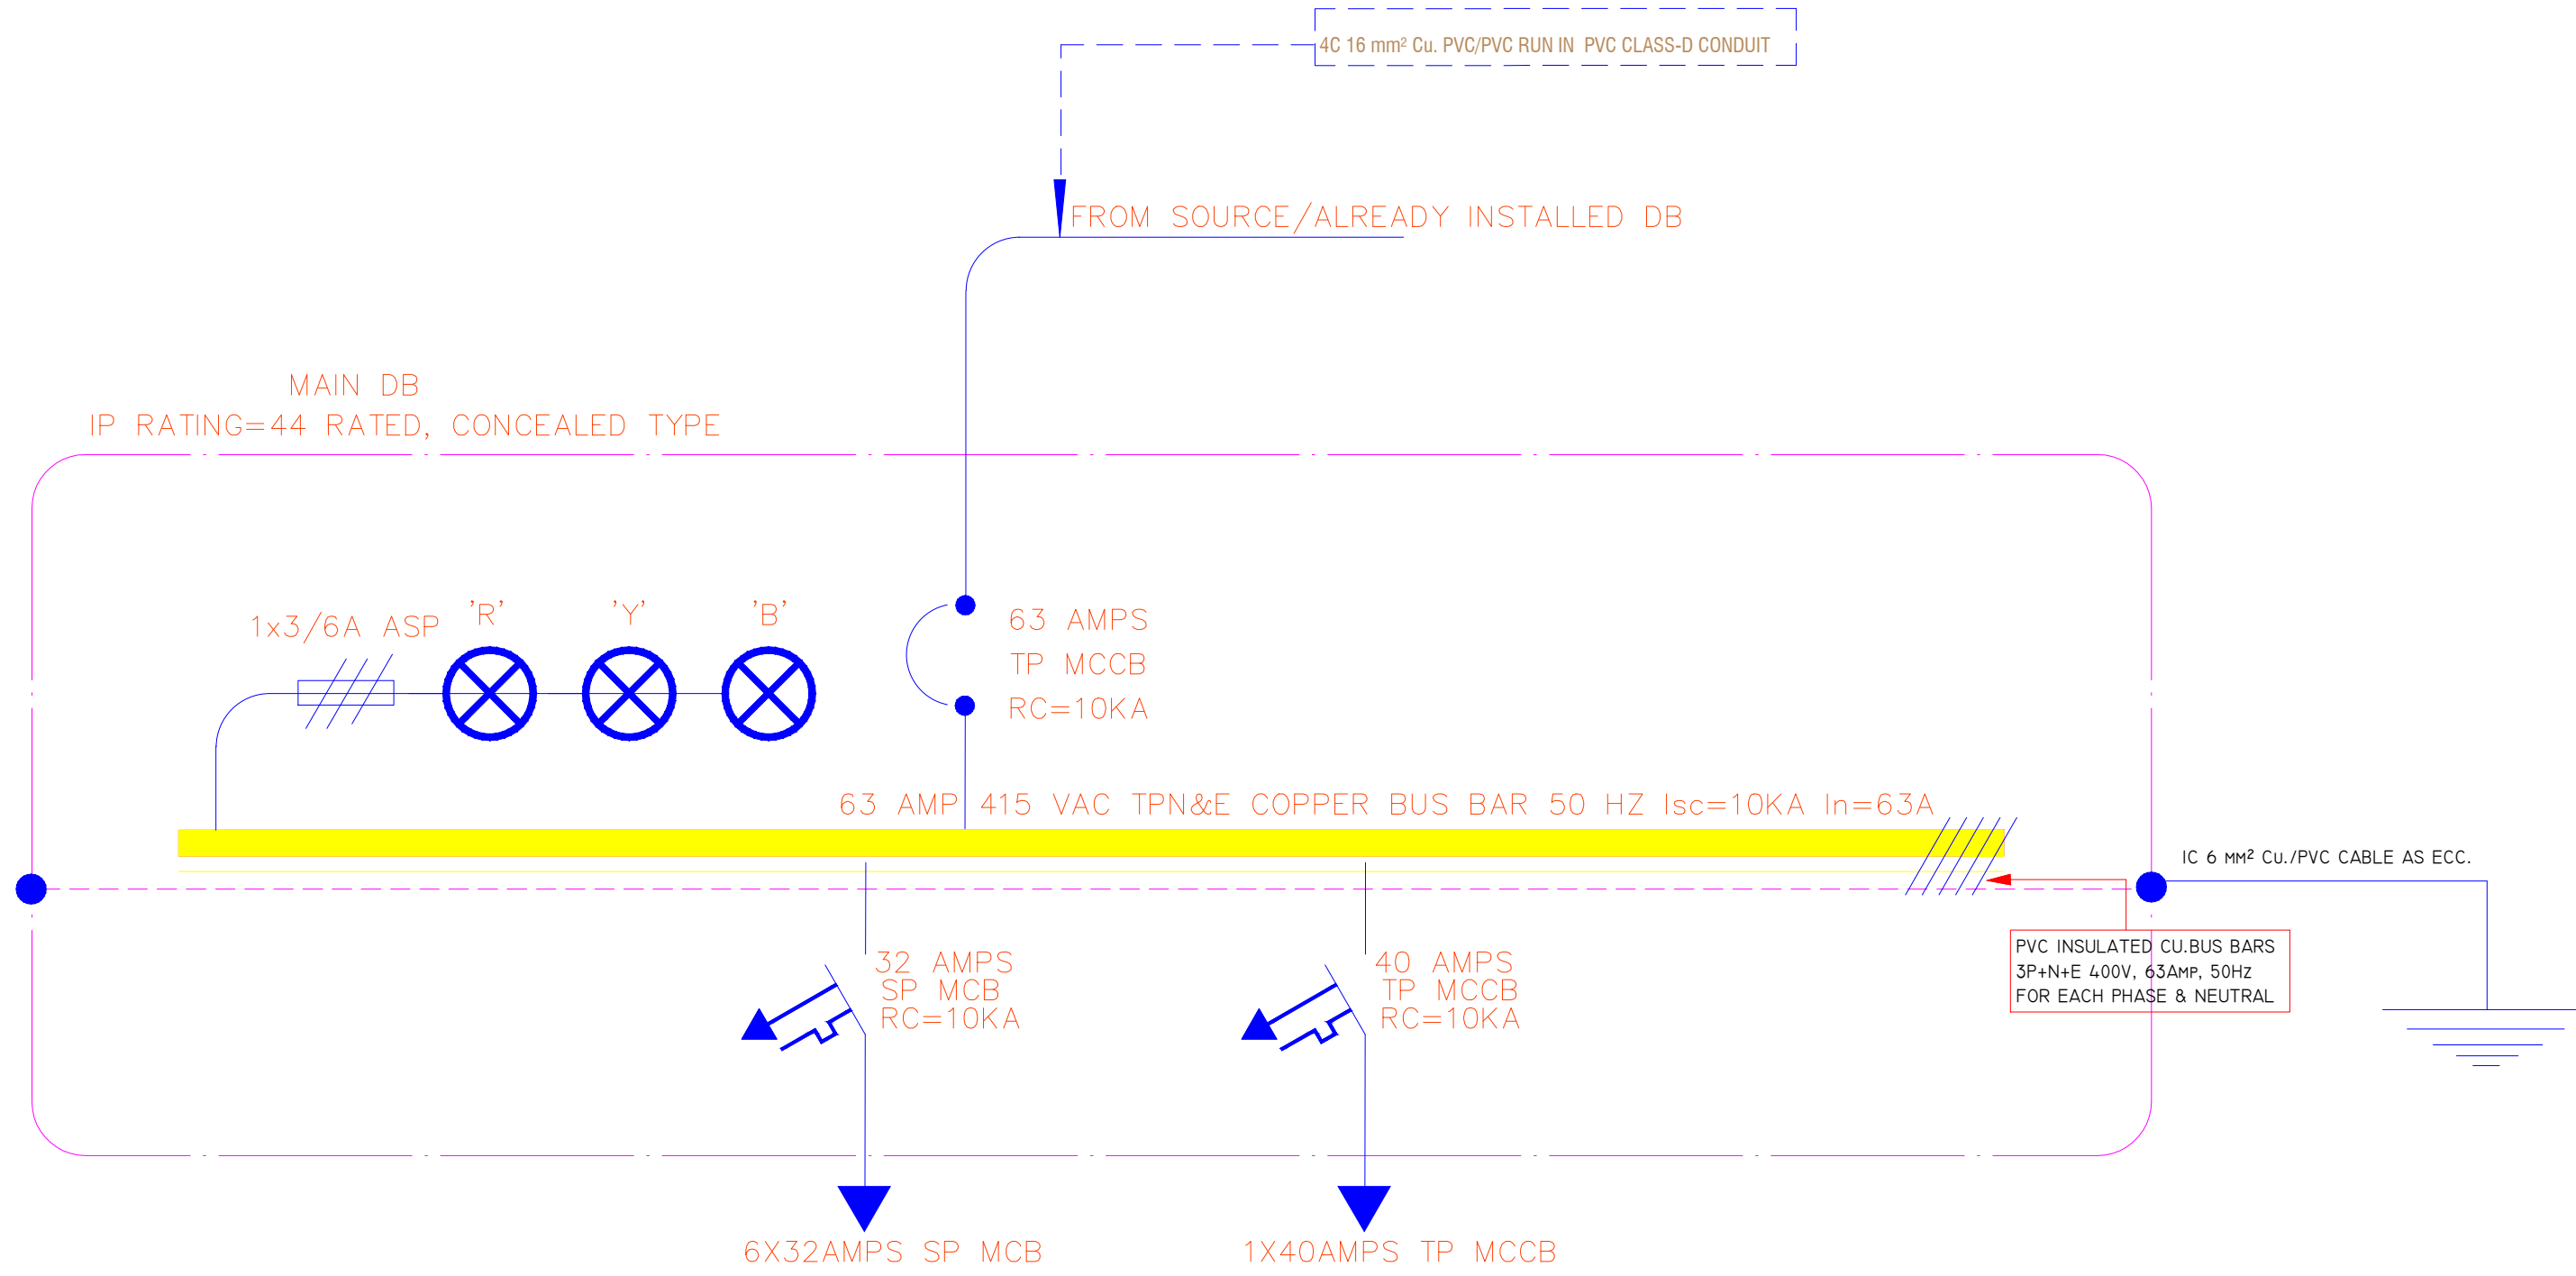 4C 16 mm² Cu. PVC/PVC RUN IN  PVC CLASS-D CONDUIT
FROM SOURCE/ALREADY INSTALLED DB
MAIN DB
IP RATING=44 RATED, CONCEALED TYPE
1x3/6A ASP
'R'
'Y'
'B'
63 AMPS
TP MCCB
RC=10KA
63 AMP 415 VAC TPN&E COPPER BUS BAR 50 HZ Isc=10KA In=63A
IC 6 MM² CU./PVC CABLE AS ECC.
PVC INSULATED CU.BUS BARS
3P+N+E 400V, 63AMP, 50HZ
FOR EACH PHASE & NEUTRAL
32 AMPS
SP MCB
RC=10KA
40 AMPS
TP MCCB
RC=10KA
6X32AMPS SP MCB
1X40AMPS TP MCCB